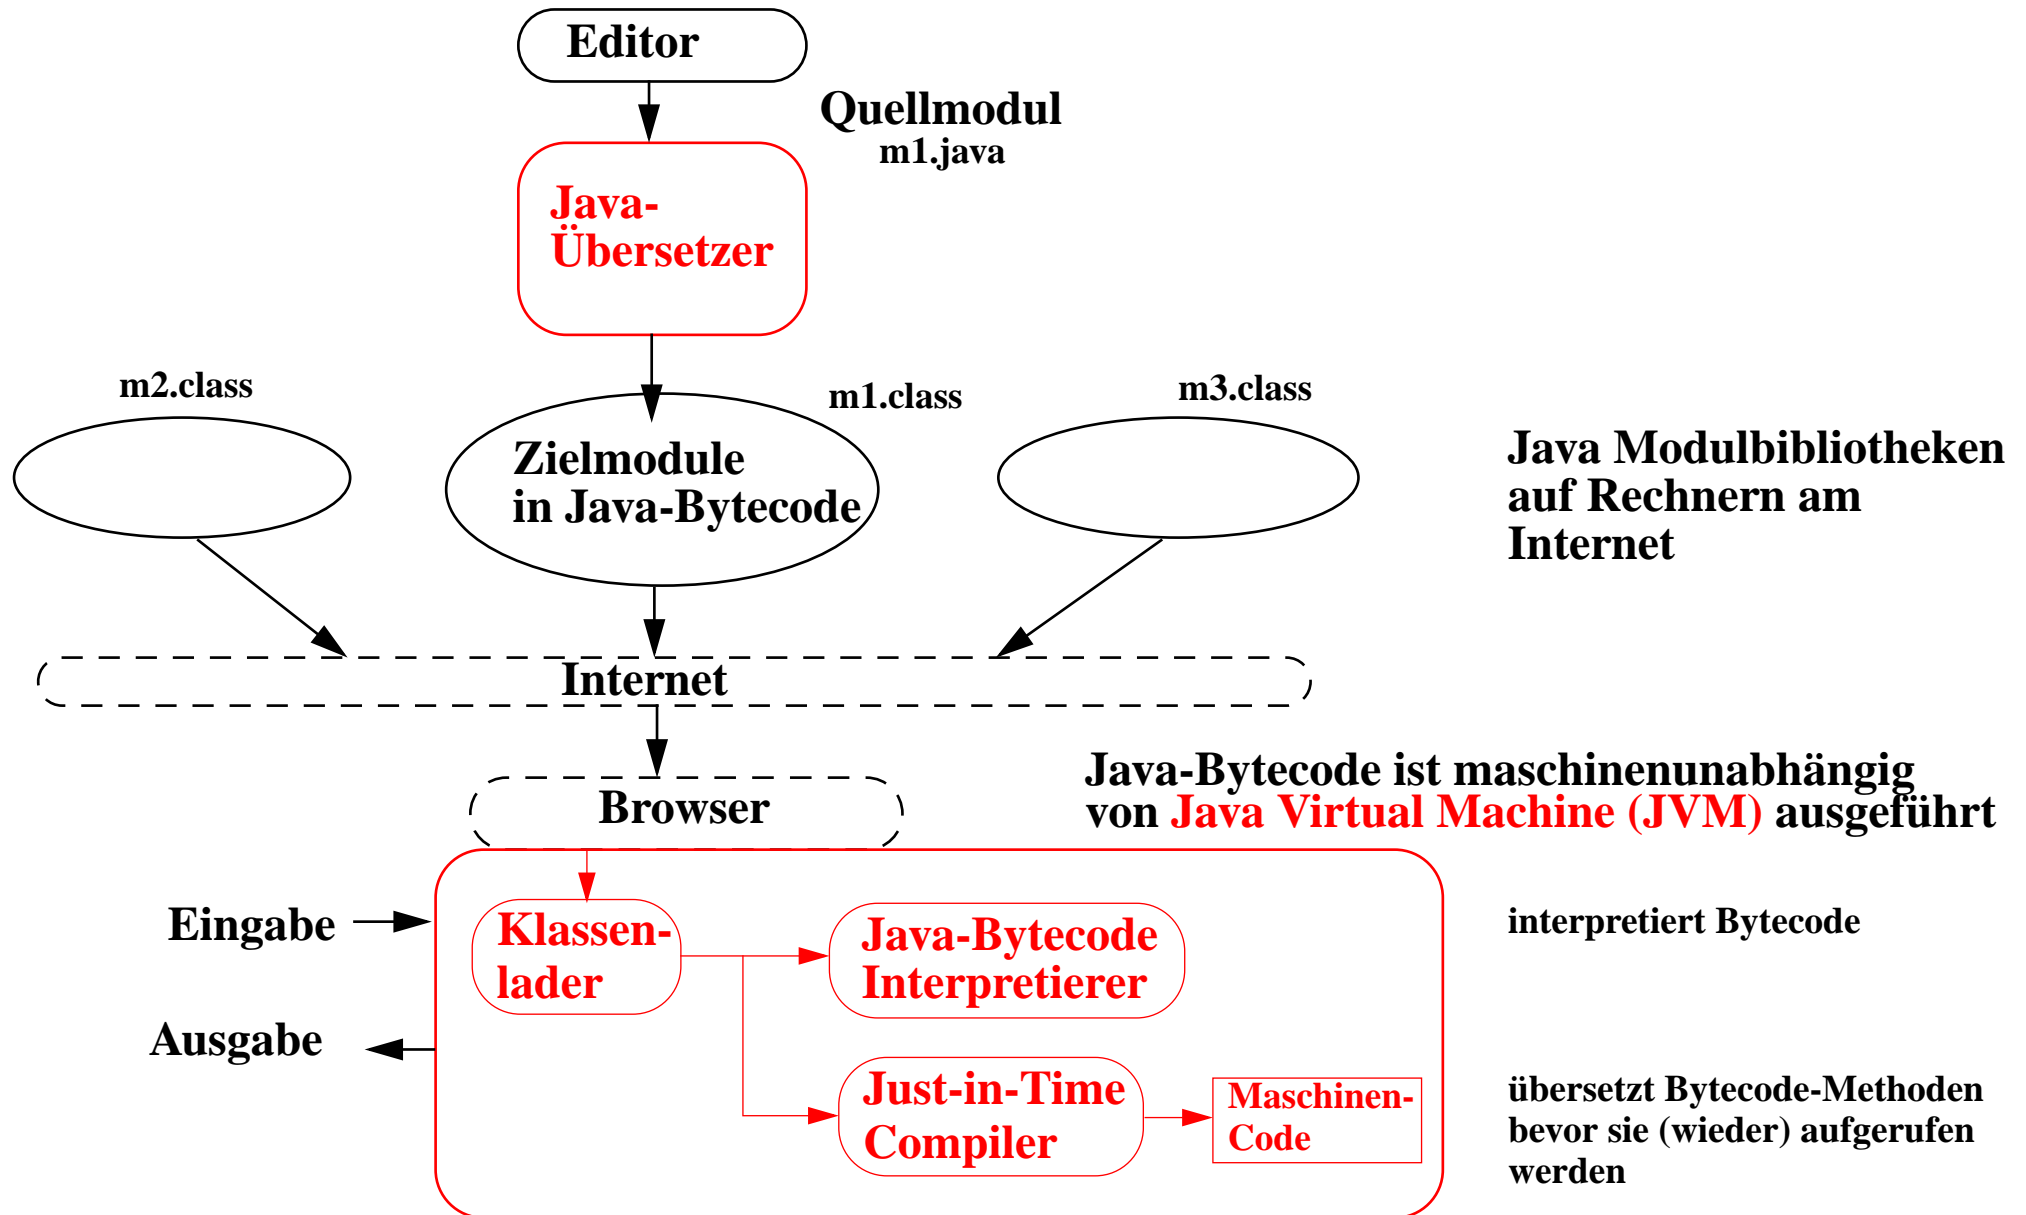 Editor
Quellmodul
m1.java
Java-
Übersetzer
m2.class
m1.class
m3.class
Zielmodule
in Java-Bytecode
Java Modulbibliotheken
auf Rechnern am
Internet
Internet
Browser
Java-Bytecode ist maschinenunabhängig
von Java Virtual Machine (JVM) ausgeführt
Eingabe
Klassen-
lader
Java-Bytecode
Interpretierer
interpretiert Bytecode
Ausgabe
Just-in-Time
Compiler
Maschinen-
Code
übersetzt Bytecode-Methoden
bevor sie (wieder) aufgerufen
werden